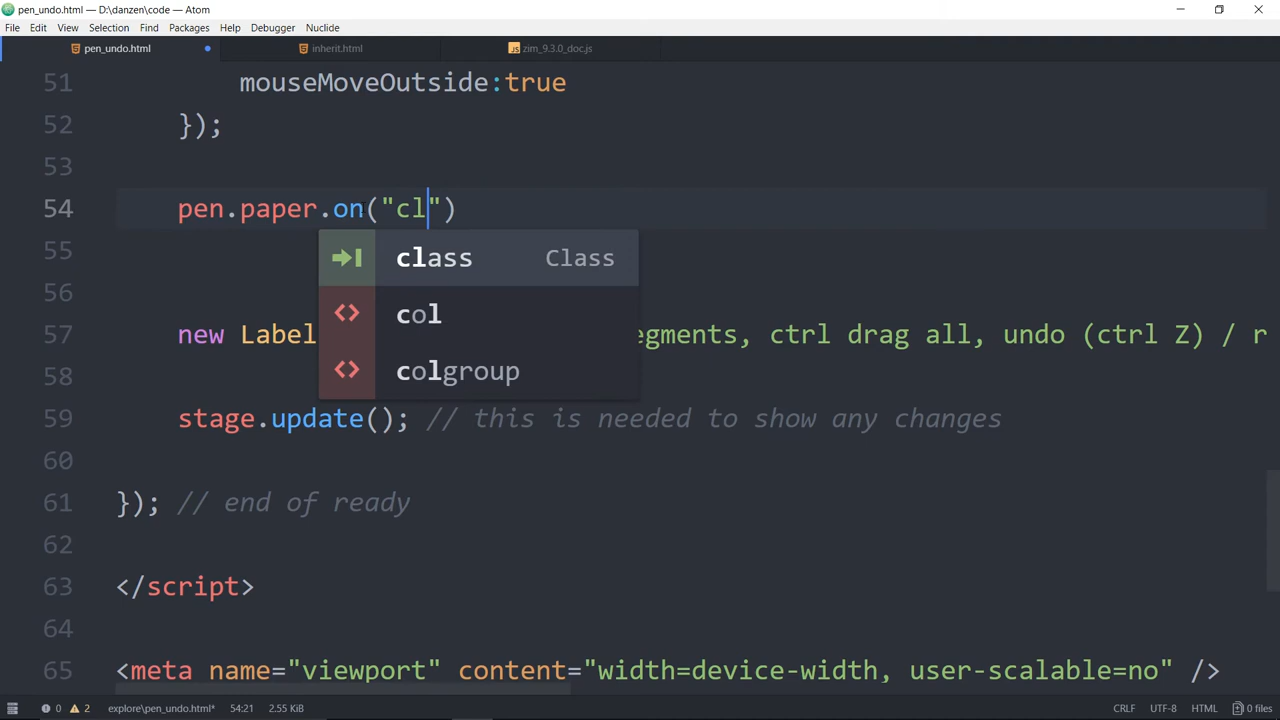 pen_undo.html — D:\danzen\code — Atom
File Edit View Selection Find Packages Help Debugger Nuclide
pen_undo.html inherit.html zim_9.3.0_doc.js
51 mouseMoveOutside:true
52 });
53
54 pen.paper.on("cl")
55 class Class
56 col
57 new Label egments, ctrl drag all, undo (ctrl Z) / r
58 colgroup
59 stage.update(); // this is needed to show any changes
60
61 }); // end of ready
62
63 </script>
64
65 <meta name="viewport" content="width=device-width, user-scalable=no" />
0 2 explore\pen_undo.html* 54:21 2.55 KiB CRLF UTF-8 HTML 0 files